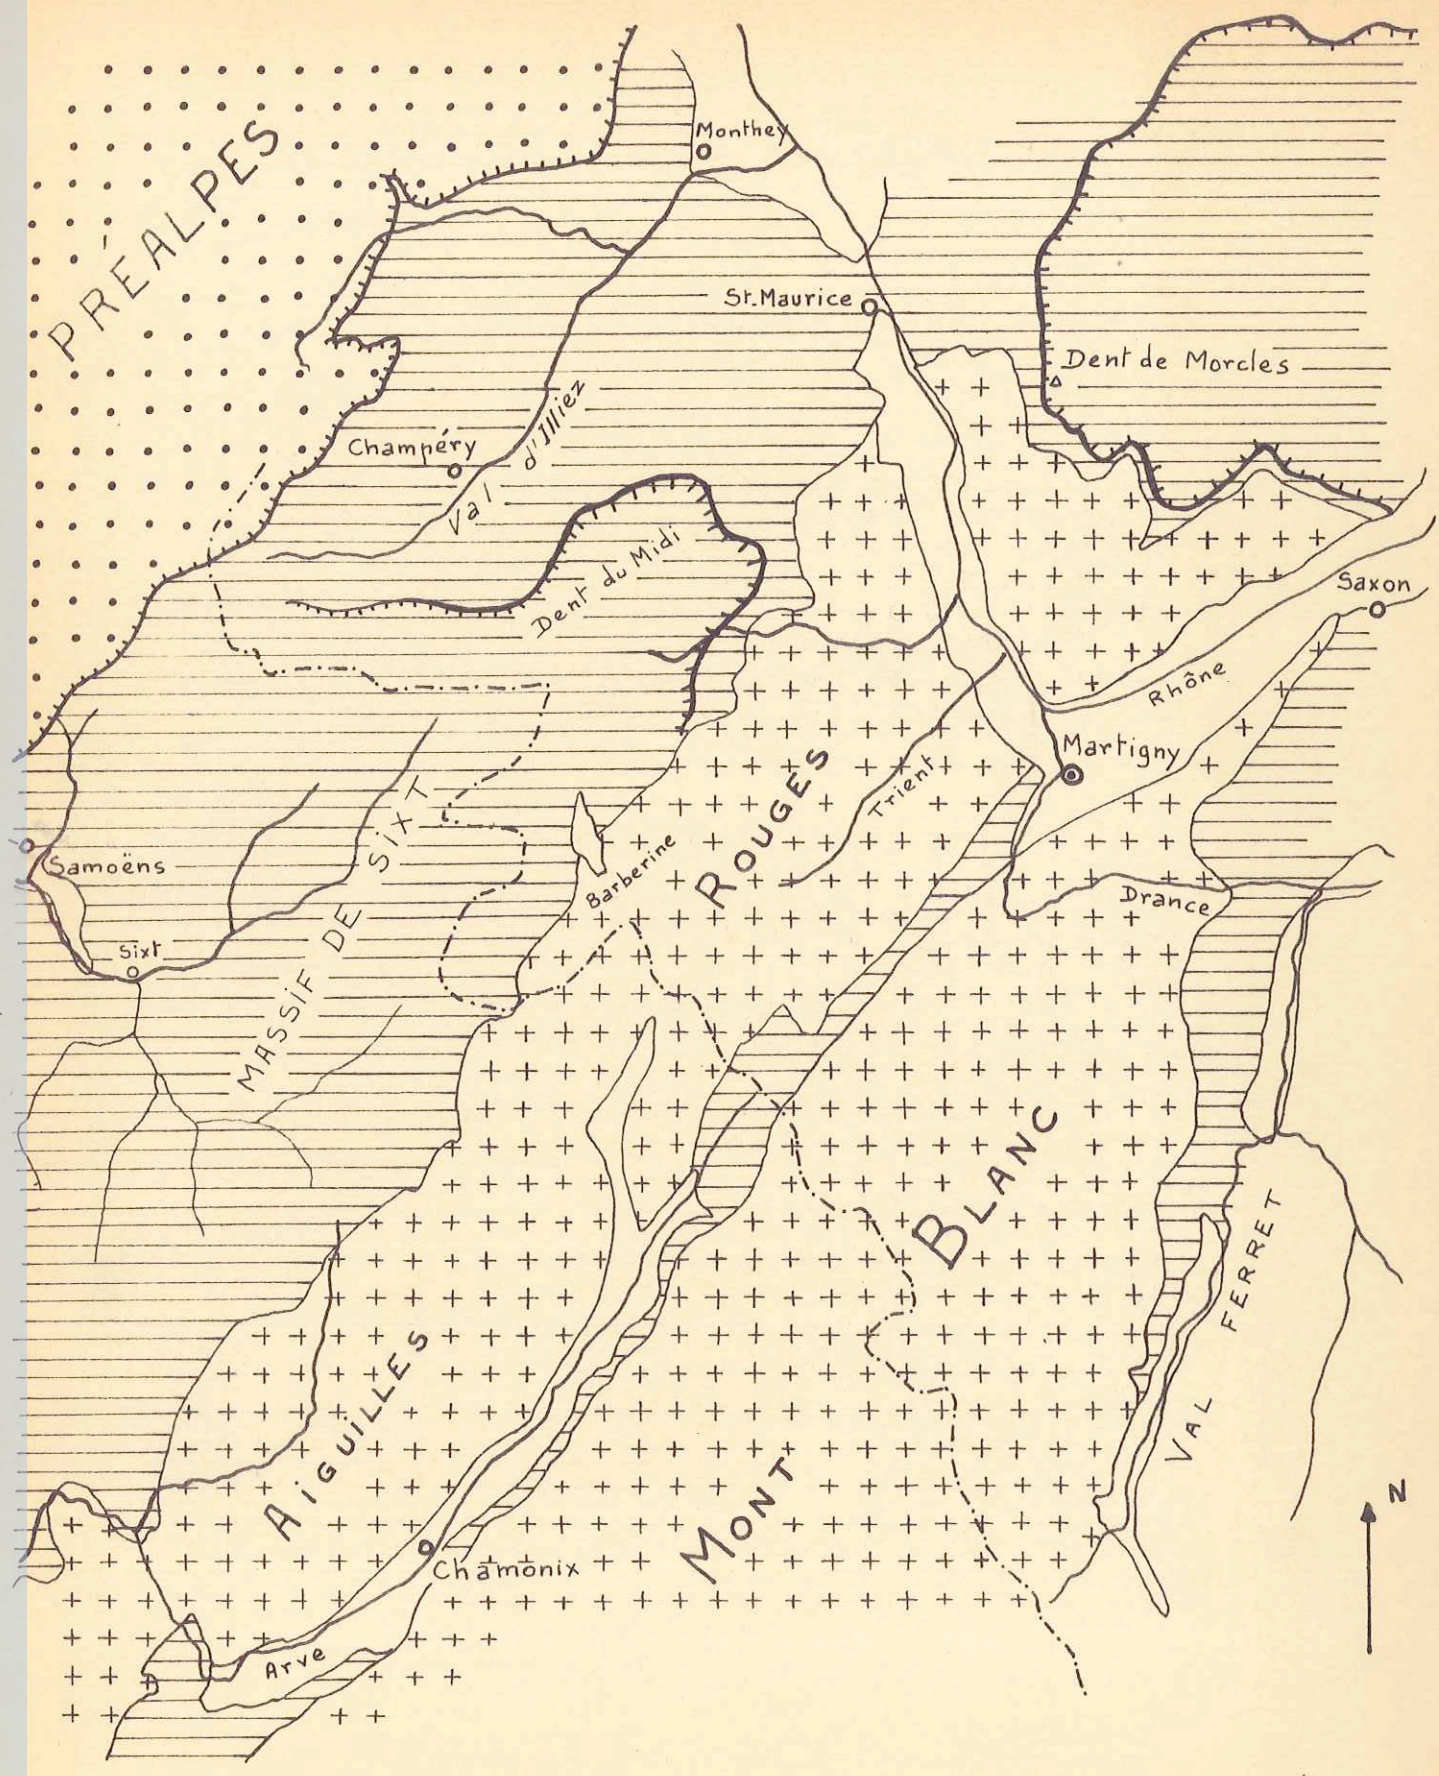 Monthey
PRÉALPES
St. Maurice
Dent de Morcles
Champéry
Val d'Illiez
Dent du Midi
Saxon
Rhône
Martigny
Trient
ROUGES
MASSIF DE SIXT
Samoëns
Barberine
Drance
Sixt
BLANC
VAL FERRET
AIGUILLES
MONT
N
Chamonix
Arve